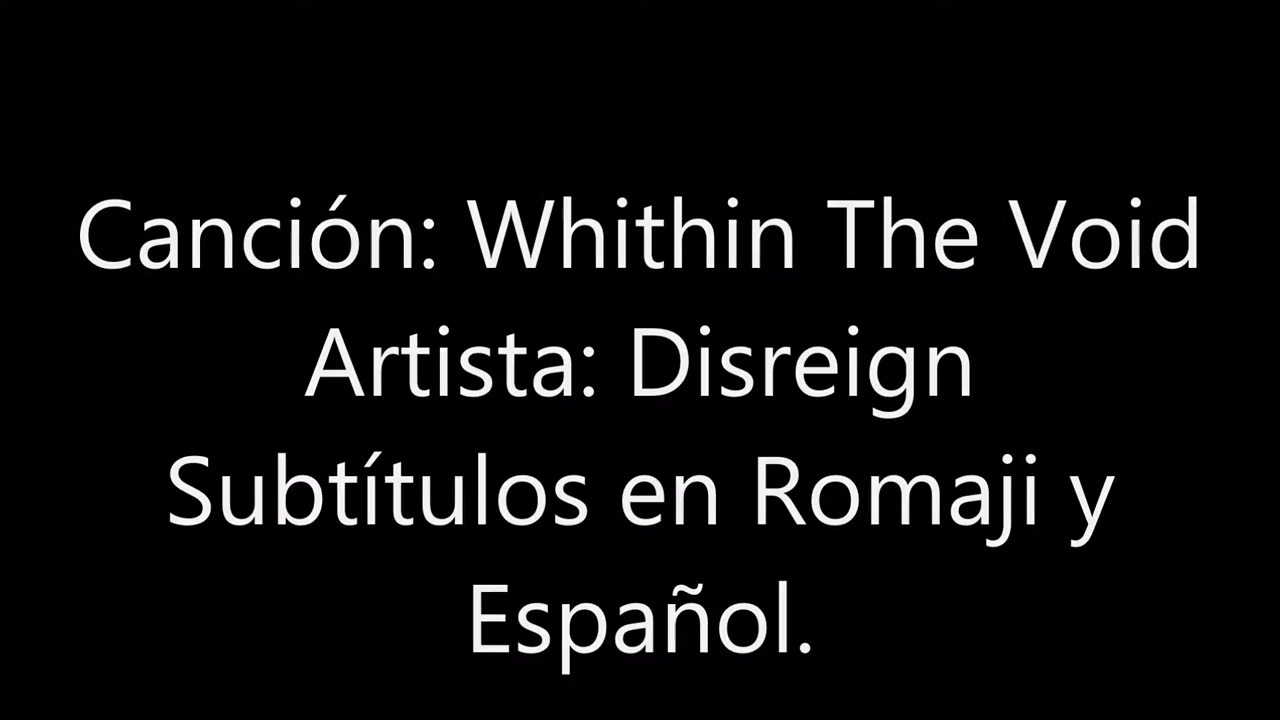 Canción: Whithin The Void
Artista: Disreign
Subtítulos en Romaji y
Español.